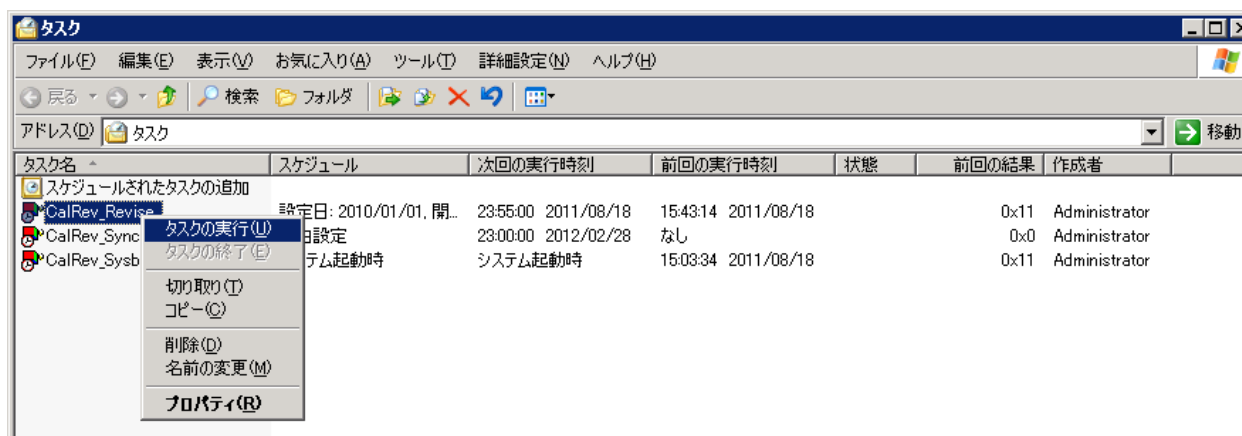 タスク
ファイル(F) 編集(E) 表示(V) お気に入り(A) ツール(T) 詳細設定(N) ヘルプ(H)
戻る 検索 フォルダ
アドレス(D) タスク 移動
タスク名 スケジュール 次回の実行時刻 前回の実行時刻 状態 前回の結果 作成者
スケジュールされたタスクの追加
CalRev_Revise 設定日: 2010/01/01, 開... 23:55:00 2011/08/18 15:43:14 2011/08/18 0x11 Administrator
CalRev_Sync 設定 23:00:00 2012/02/28 なし 0x0 Administrator
CalRev_Sysb テム起動時 システム起動時 15:03:34 2011/08/18 0x11 Administrator
タスクの実行(U)
タスクの終了(E)
切り取り(T)
コピー(C)
削除(D)
名前の変更(M)
プロパティ(R)